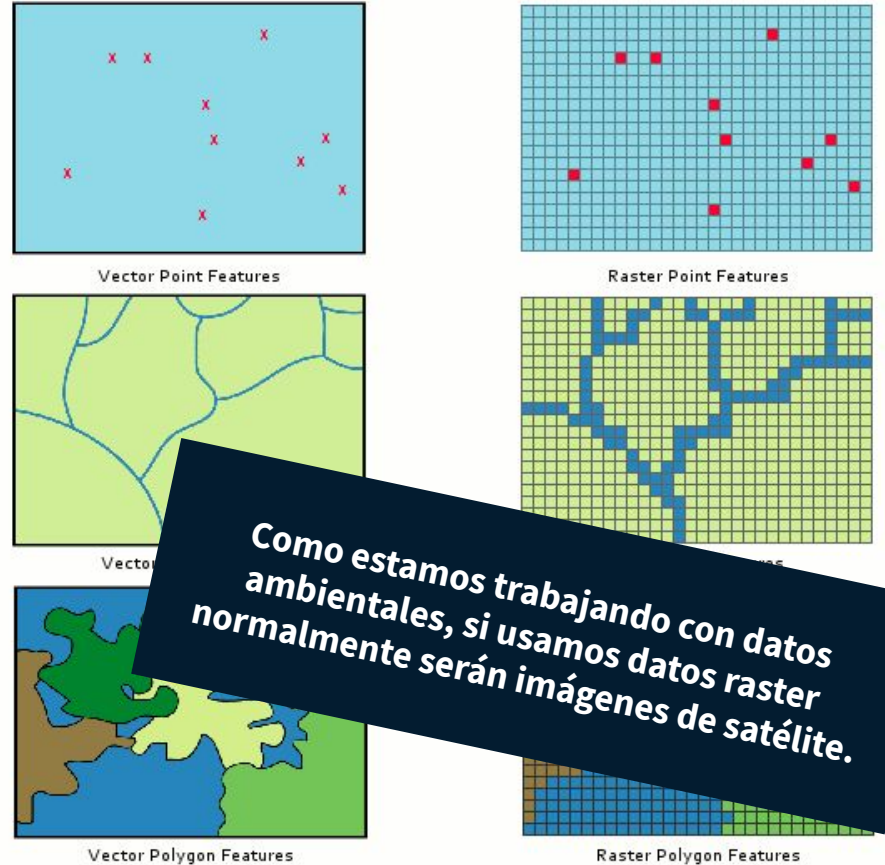 Vector Point Features
Raster Point Features
Vector
Como estamos trabajando con datos
ambientales, si usamos datos raster
normalmente serán imágenes de satélite.
Vector Polygon Features
Raster Polygon Features